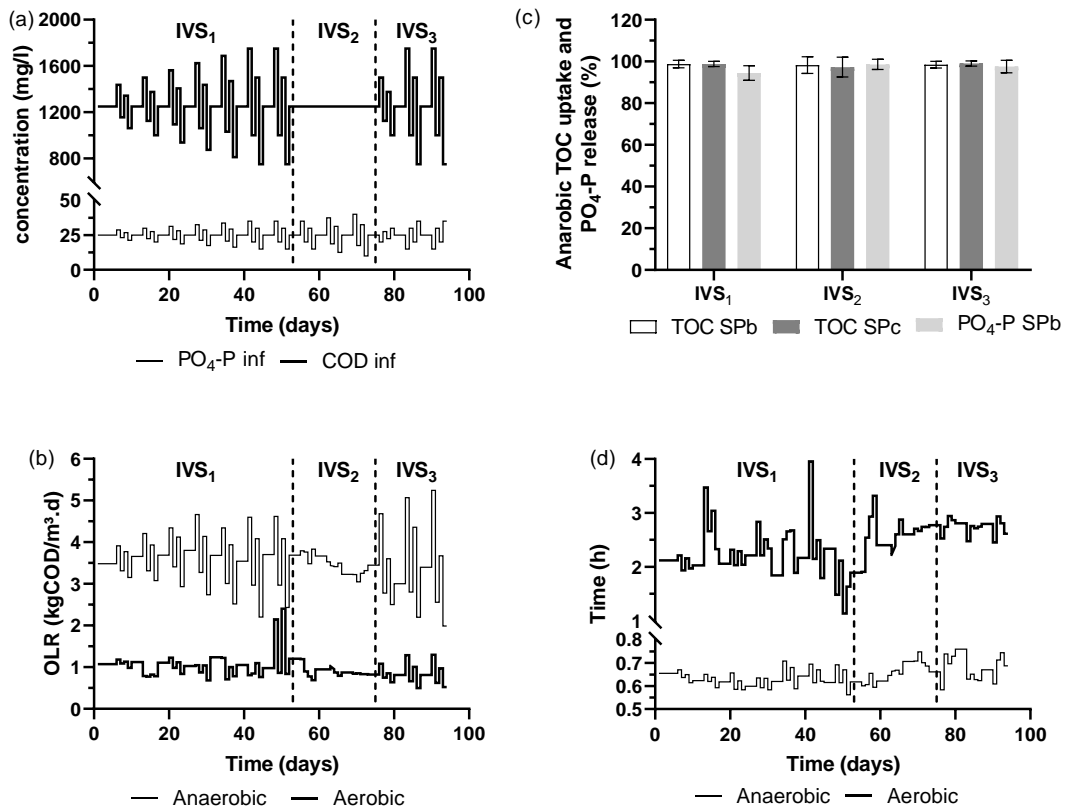 (a)
2000
1600
1200
800
50
25
0
concentration (mg/l)
IVS₁
IVS₂
IVS₃
0
20
40
60
80
100
Time (days)
PO₄-P inf
COD inf
(c)
120
100
80
60
40
20
0
Anarobic TOC uptake and
PO₄-P release (%)
IVS₁
IVS₂
IVS₃
TOC SPb
TOC SPc
PO₄-P SPb
(b)
6
5
4
3
2
1
0
OLR (kgCOD/m³.d)
IVS₁
IVS₂
IVS₃
0
20
40
60
80
100
Time (days)
Anaerobic
Aerobic
(d)
4
3
2
1
0.8
0.7
0.6
0.5
Time (h)
IVS₁
IVS₂
IVS₃
0
20
40
60
80
100
Time (days)
Anaerobic
Aerobic